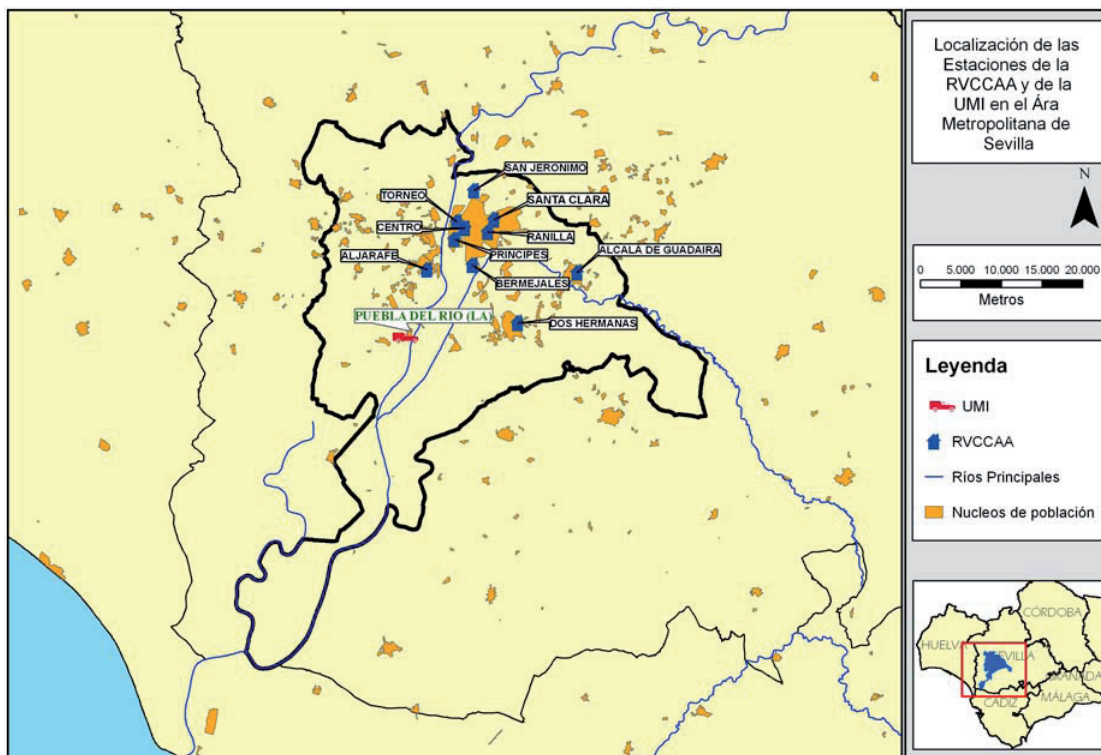 Localización de las
Estaciones de la
RVCCAA y de la
UMI en el Ára
Metropolitana de
Sevilla
N
0 5.000 10.000 15.000 20.000
Metros
Leyenda
UMI
RVCCAA
Ríos Principales
Nucleos de población
SAN JERONIMO
TORNEO
SANTA CLARA
CENTRO
RANILLA
ALJARAFE
PRINCIPES
ALCALÁ DE GUADAIRA
BERMEJALES
PUEBLA DEL RIO (LA)
DOS HERMANAS
CÓRDOBA
HUELVA
SEVILLA
GRANADA
MÁLAGA
CÁDIZ